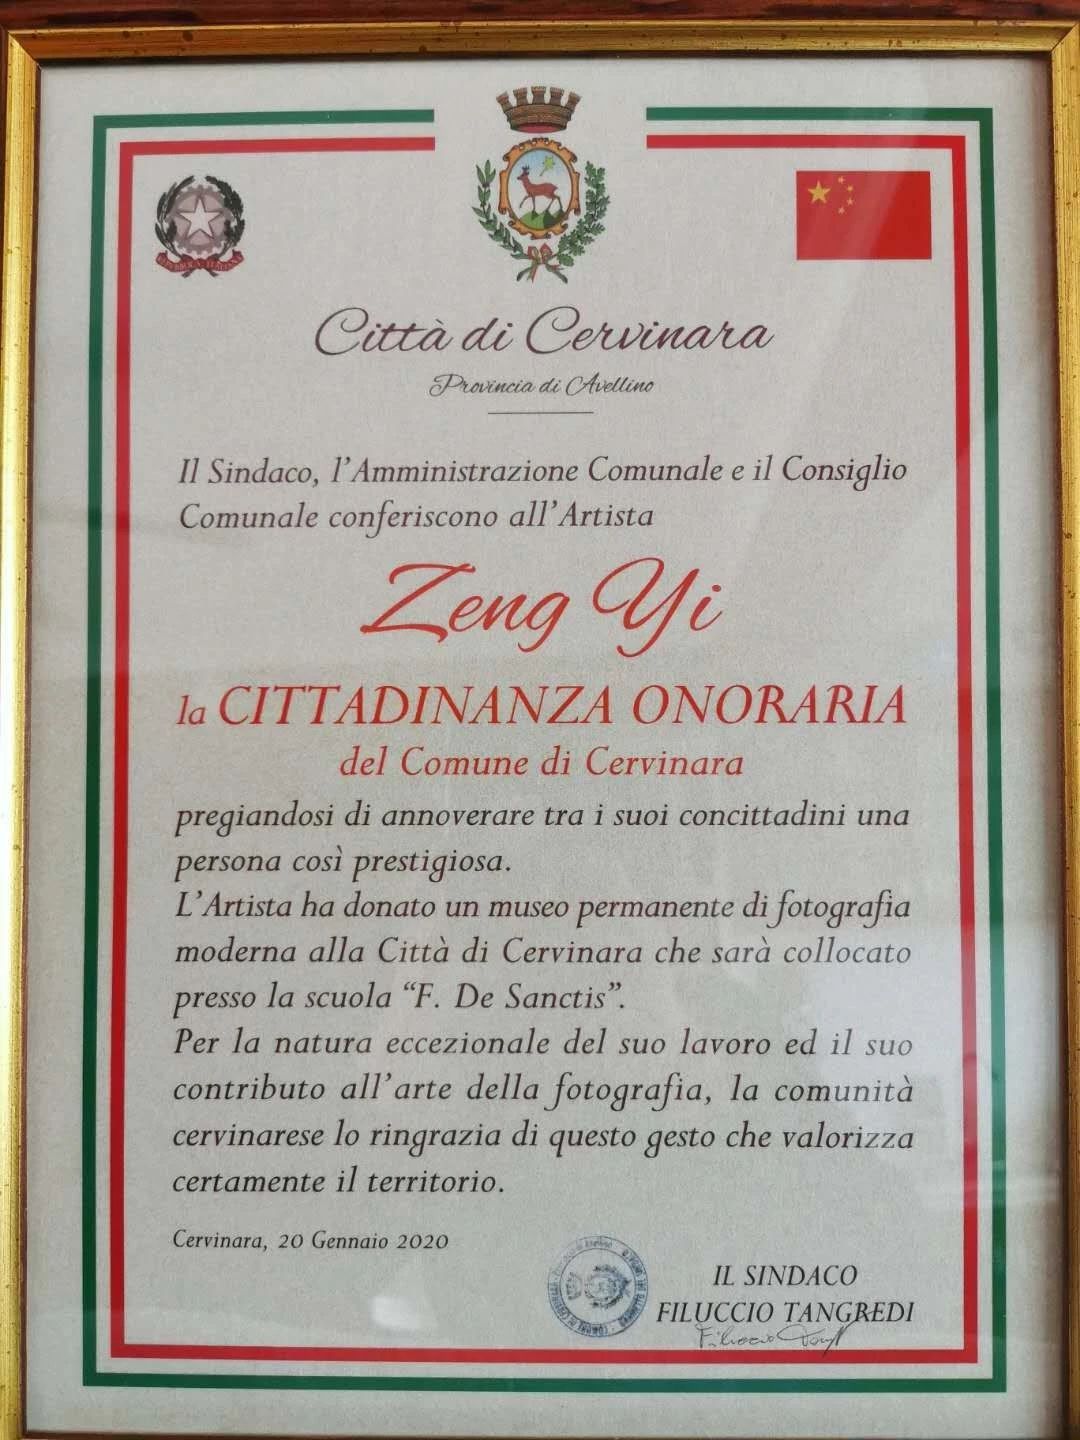 Città di Cervinara
Provincia di Avellino
Il Sindaco, l'Amministrazione Comunale e il Consiglio
Comunale conferiscono all'Artista
Zeng Yi
la CITTADINANZA ONORARIA
del Comune di Cervinara
pregiandosi di annoverare tra i suoi concittadini una
persona così prestigiosa.
L'Artista ha donato un museo permanente di fotografia
moderna alla Città di Cervinara che sarà collocato
presso la scuola “F. De Sanctis”.
Per la natura eccezionale del suo lavoro ed il suo
contributo all'arte della fotografia, la comunità
cervinarese lo ringrazia di questo gesto che valorizza
certamente il territorio.
Cervinara, 20 Gennaio 2020
IL SINDACO
FILUCCIO TANGREDI